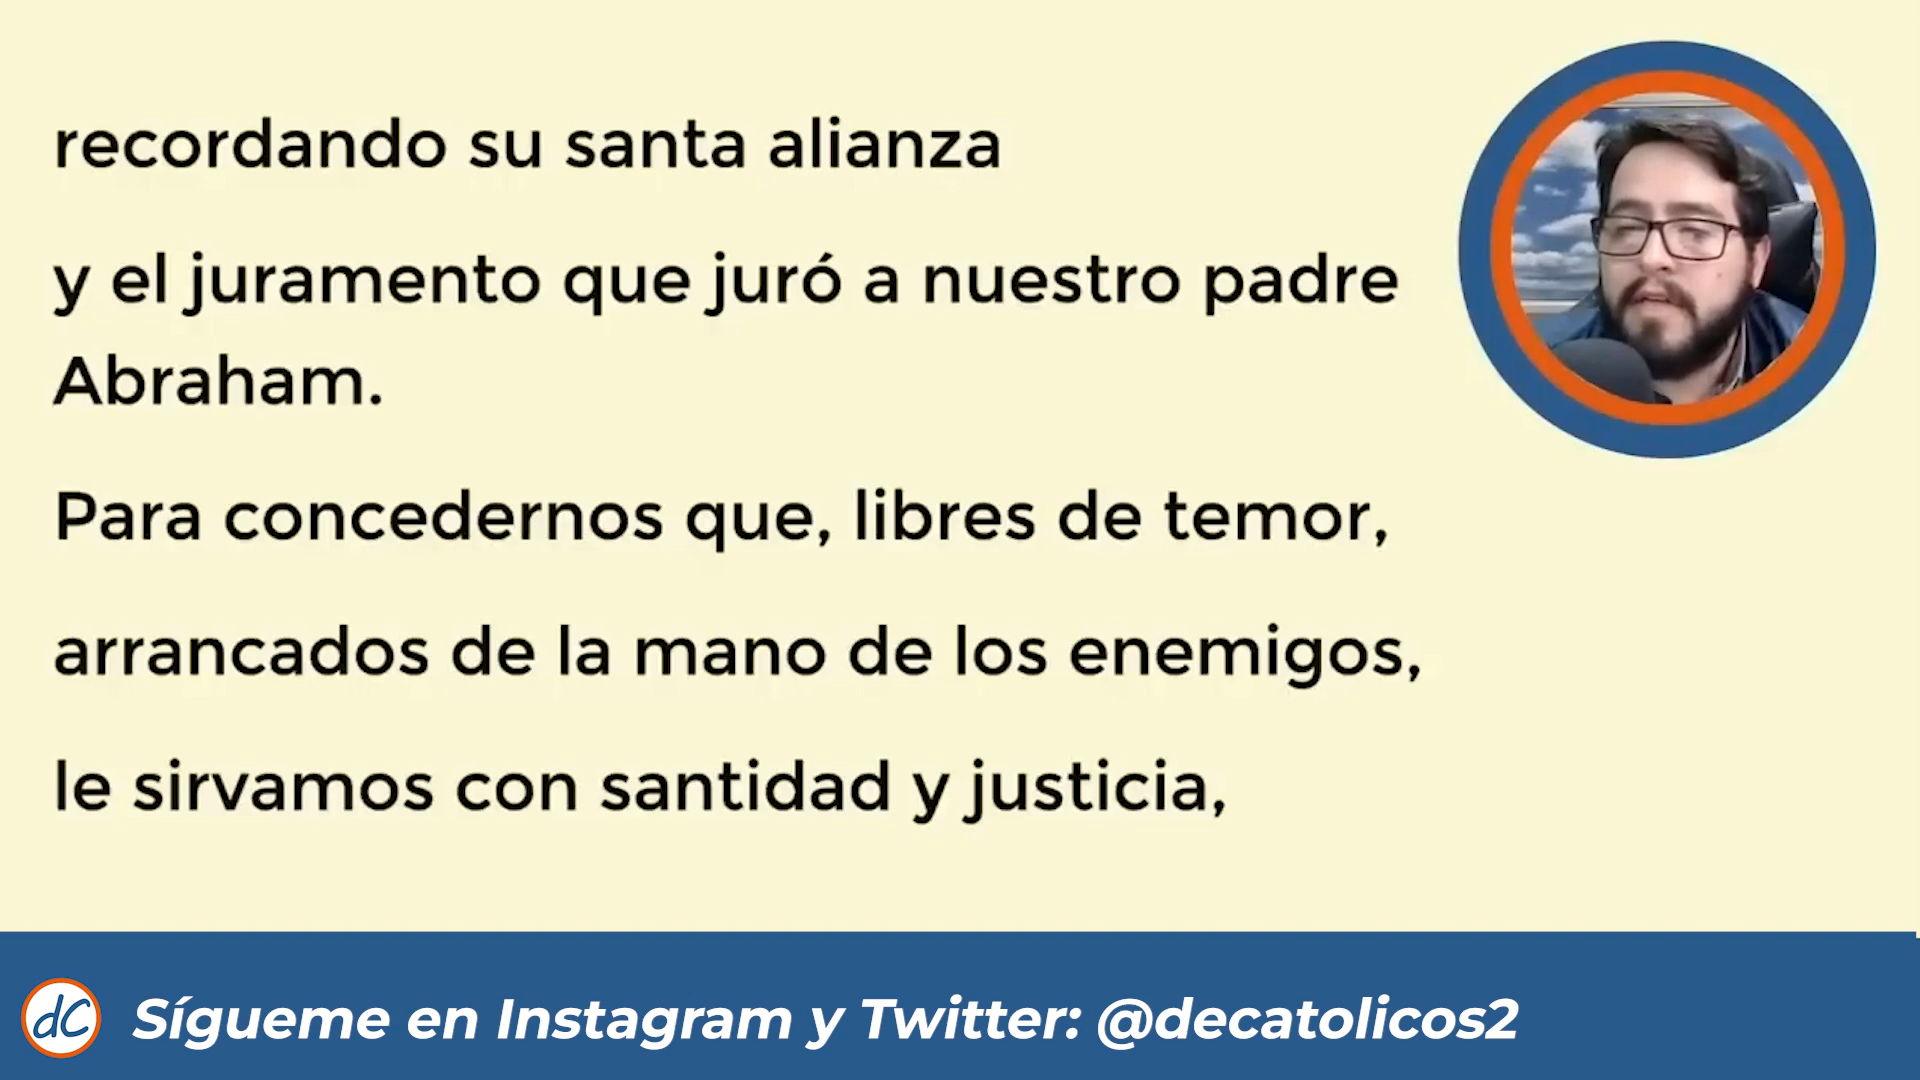 recordando su santa alianza
y el juramento que juró a nuestro padre
Abraham.
Para concedernos que, libres de temor,
arrancados de la mano de los enemigos,
le sirvamos con santidad y justicia,
dC Sígueme en Instagram y Twitter: @decatolicos2